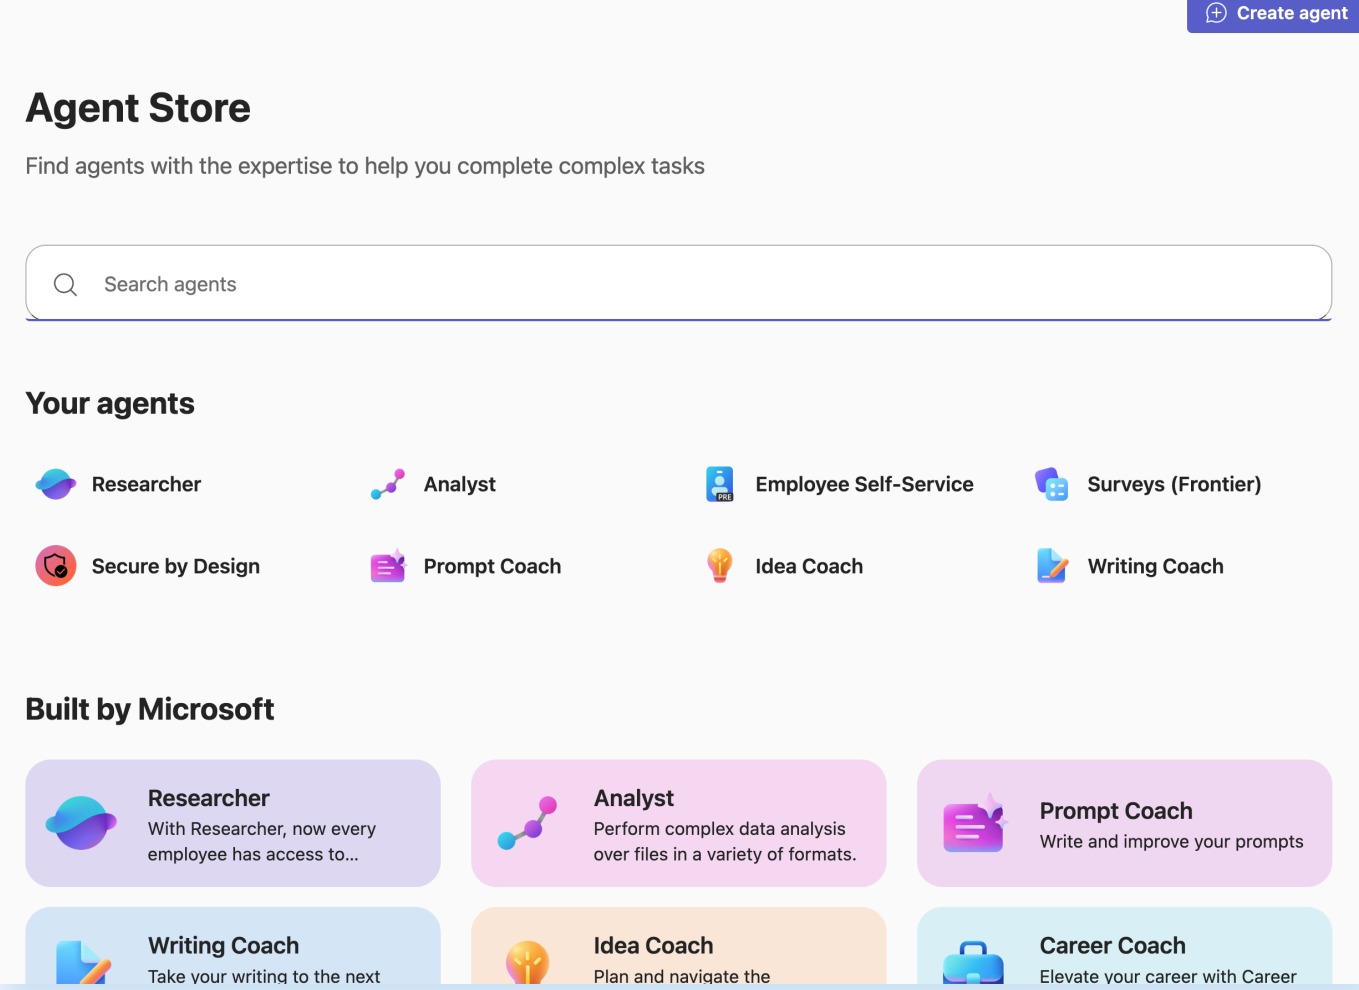 Create agent
Agent Store
Find agents with the expertise to help you complete complex tasks
Search agents
Your agents
Researcher
Analyst
PRE
Employee Self-Service
Surveys (Frontier)
Secure by Design
Prompt Coach
Idea Coach
Writing Coach
Built by Microsoft
Researcher
With Researcher, now every
employee has access to...
Analyst
Perform complex data analysis
over files in a variety of formats.
Prompt Coach
Write and improve your prompts
Writing Coach
Take your writing to the next
Idea Coach
Plan and navigate the
Career Coach
Elevate your career with Career